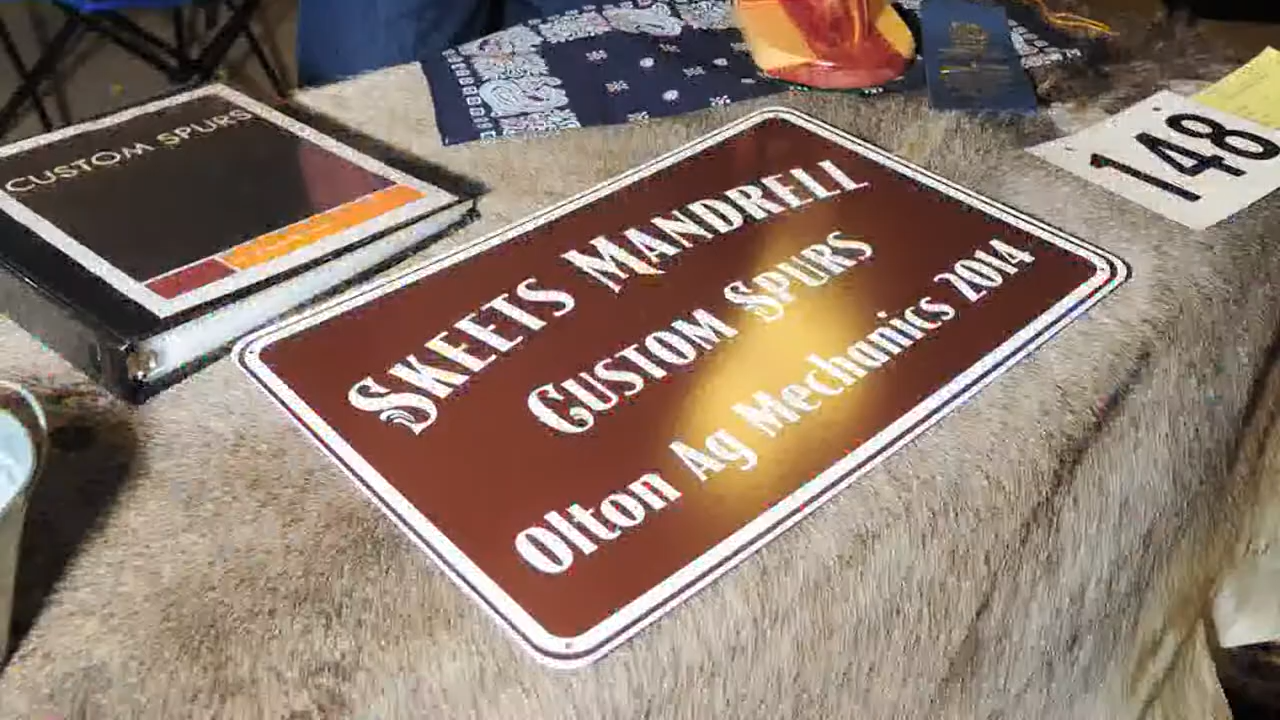 CUSTOM SPURS
148
SKEETS MANDRELL
CUSTOM SPURS
Olton Ag Mechanics 2014